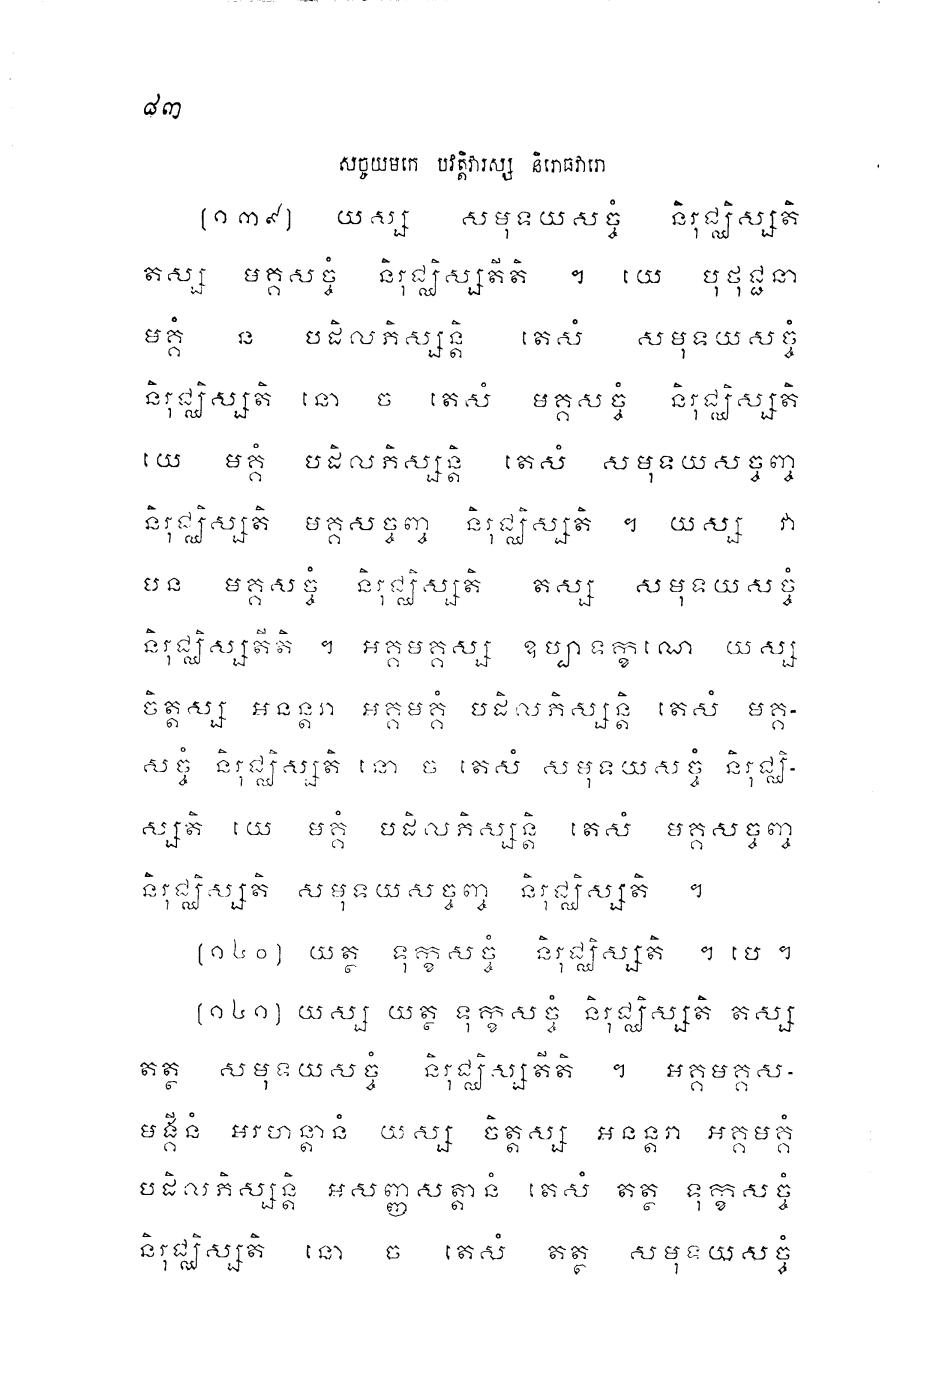 ៨៣
សច្ចយមកេ បវត្តិវារស្ស និរោធវារោ
(១៣៩) យស្ស សមុទយសច្ចំ និរុជ្ឈិស្សតិ
តស្ស មគ្គសច្ចំ និរុជ្ឈិស្សតីតិ ។ យេ បុថុជ្ជនា
មគ្គំ ន បដិលភិស្សន្តិ តេសំ សមុទយសច្ចំ
និរុជ្ឈិស្សតិ នោ ច តេសំ មគ្គសច្ចំ និរុជ្ឈិស្សតិ
យេ មគ្គំ បដិលភិស្សន្តិ តេសំ សមុទយសច្ចញ្ច
និរុជ្ឈិស្សតិ មគ្គសច្ចញ្ច និរុជ្ឈិស្សតិ ។ យស្ស វា
បន មគ្គសច្ចំ និរុជ្ឈិស្សតិ តស្ស សមុទយសច្ចំ
និរុជ្ឈិស្សតីតិ ។ អគ្គមគ្គស្ស ឧប្បាទក្ខណេ យស្ស
ចិត្តស្ស អនន្តរា អគ្គមគ្គំ បដិលភិស្សន្តិ តេសំ មគ្គ-
សច្ចំ និរុជ្ឈិស្សតិ នោ ច តេសំ សមុទយសច្ចំ និរុជ្ឈិ-
ស្សតិ យេ មគ្គំ បដិលភិស្សន្តិ តេសំ មគ្គសច្ចញ្ច
និរុជ្ឈិស្សតិ សមុទយសច្ចញ្ច និរុជ្ឈិស្សតិ ។
(១៤០) យត្ថ ទុក្ខសច្ចំ និរុជ្ឈិស្សតិ ។ បេ ។
(១៤១) យស្ស យត្ថ ទុក្ខសច្ចំ និរុជ្ឈិស្សតិ តស្ស
តត្ថ សមុទយសច្ចំ និរុជ្ឈិស្សតីតិ ។ អគ្គមគ្គស-
មង្គីនំ អរហន្តានំ យស្ស ចិត្តស្ស អនន្តរា អគ្គមគ្គំ
បដិលភិស្សន្តិ អសញ្ញសត្តានំ តេសំ តត្ថ ទុក្ខសច្ចំ
និរុជ្ឈិស្សតិ នោ ច តេសំ តត្ថ សមុទយសច្ចំ